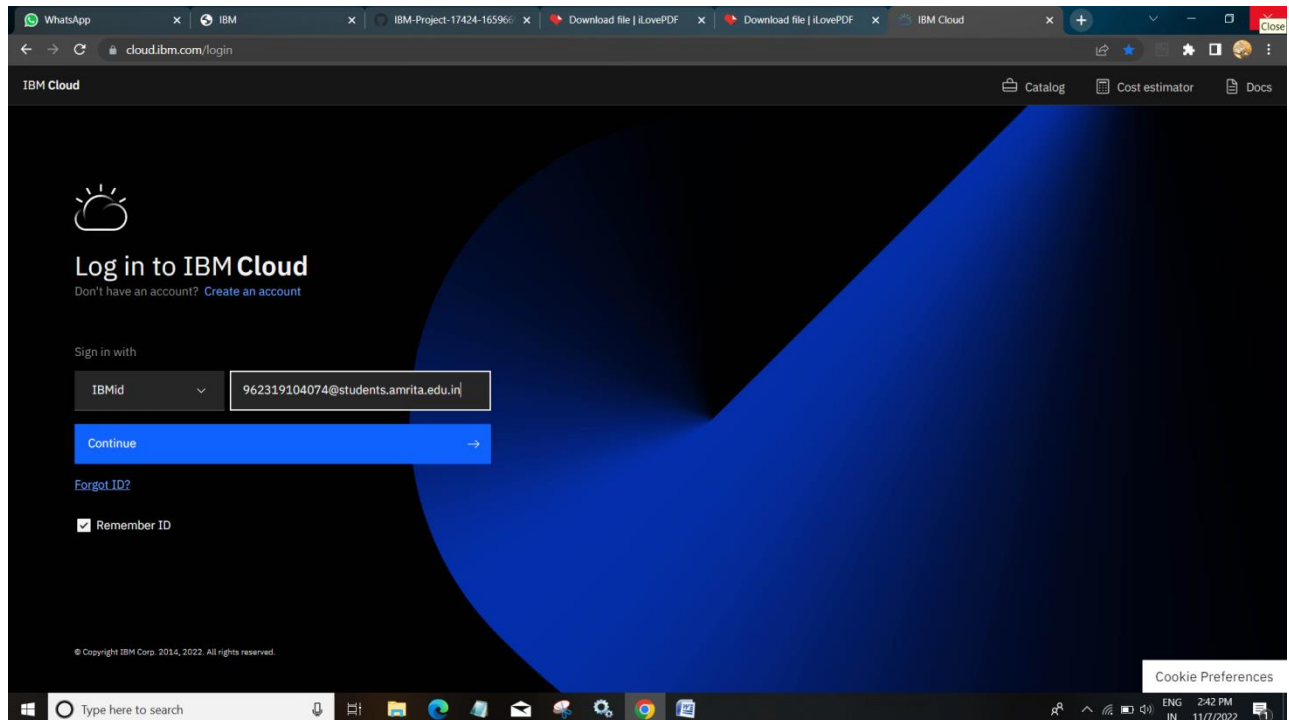 WhatsApp IBM IBM-Project-17424-165966 Download file | iLovePDF Download file | iLovePDF IBM Cloud
Close
cloud.ibm.com/login
IBM Cloud Catalog Cost estimator Docs
Log in to IBM Cloud
Don't have an account? Create an account
Sign in with
IBMid 962319104074@students.amrita.edu.in
Continue
Forgot ID?
Remember ID
© Copyright IBM Corp. 2014, 2022. All rights reserved.
Cookie Preferences
Type here to search ENG 2:42 PM
IN 11/7/2022 1